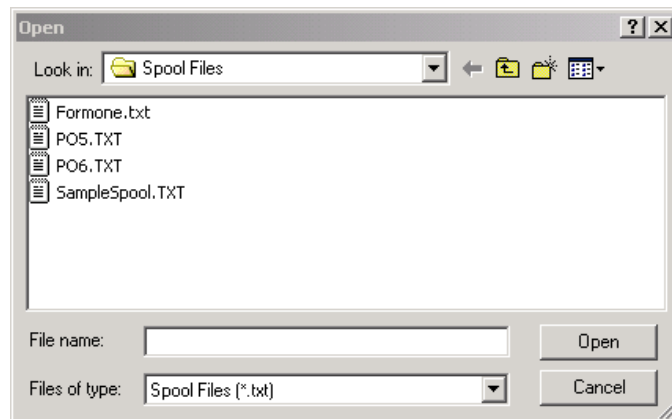 Open
Look in: Spool Files
Formone.txt
PO5.TXT
PO6.TXT
SampleSpool.TXT
File name: Open
Files of type: Spool Files (*.txt) Cancel